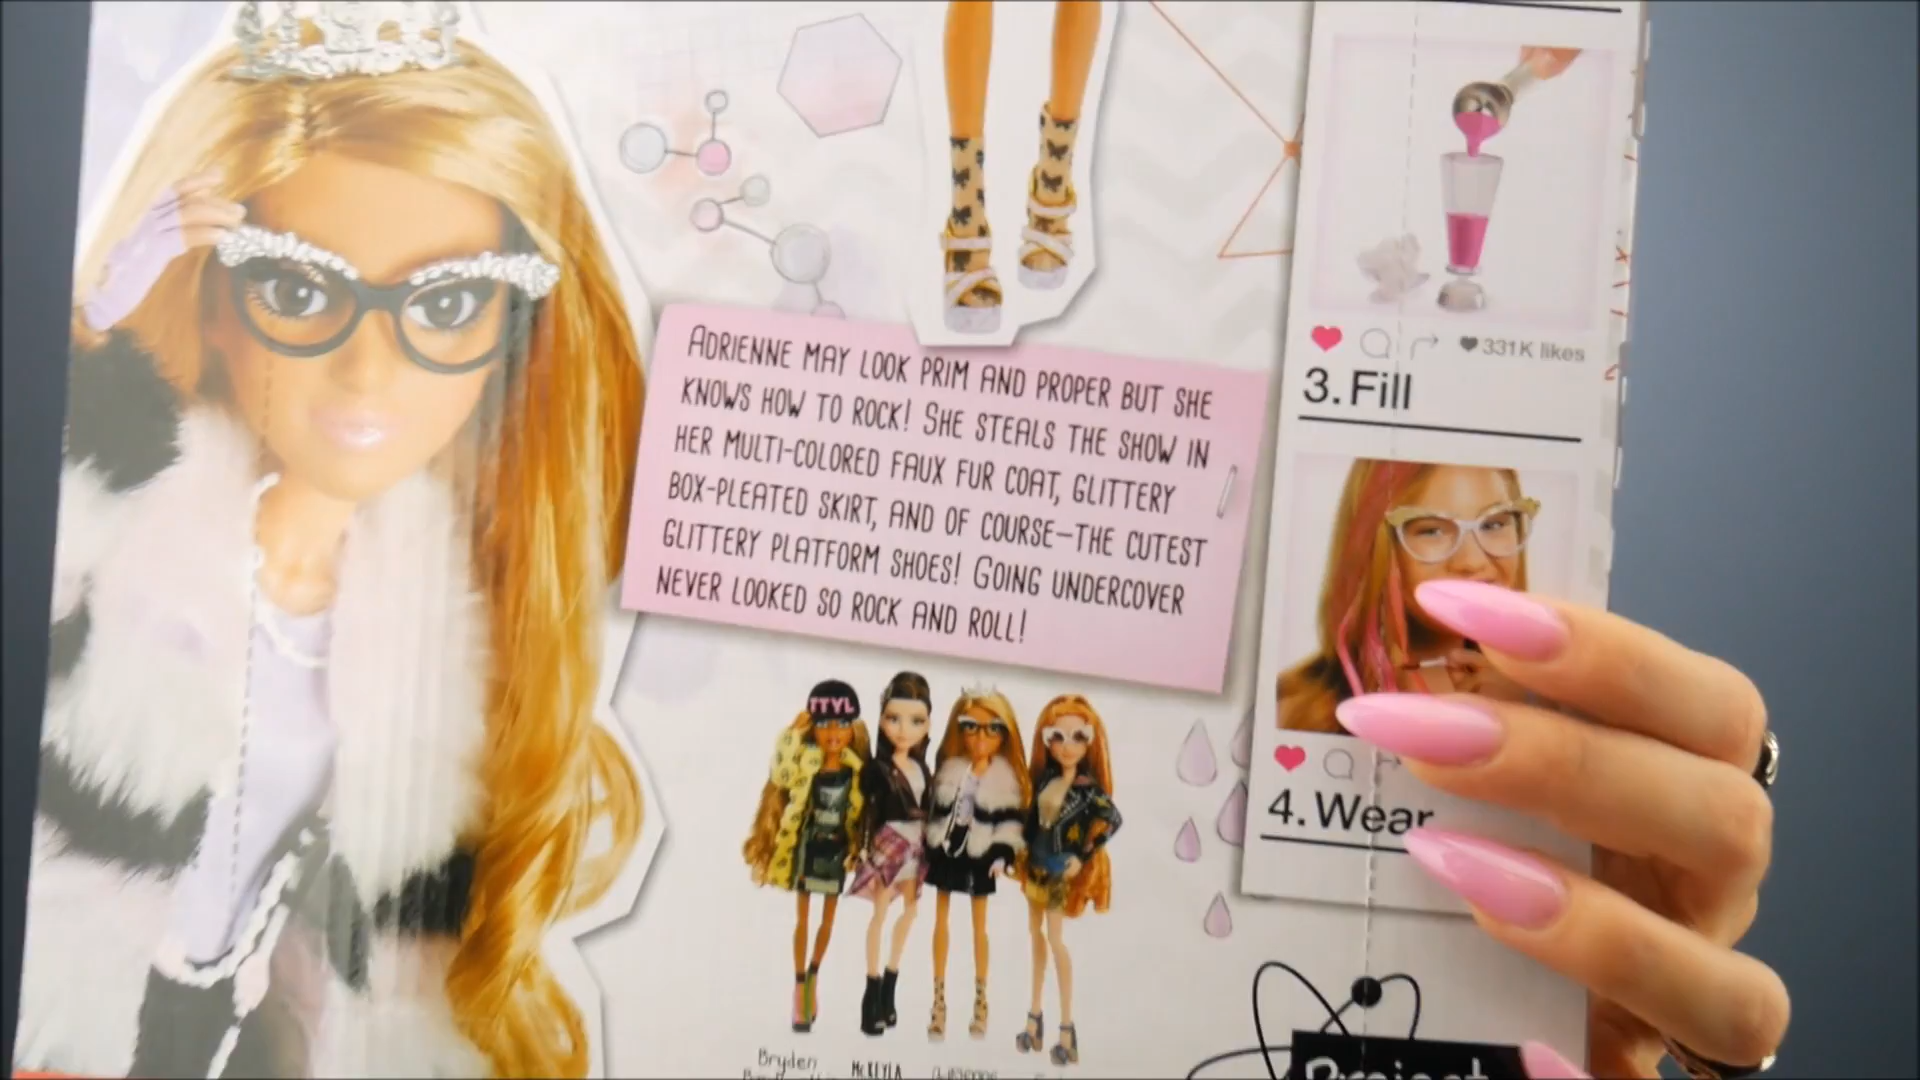 ADRIENNE MAY LOOK PRIM AND PROPER BUT SHE
KNOWS HOW TO ROCK! SHE STEALS THE SHOW IN
HER MULTI-COLORED FAUX FUR COAT, GLITTERY
BOX-PLEATED SKIRT, AND OF COURSE—THE CUTEST
GLITTERY PLATFORM SHOES! GOING UNDERCOVER
NEVER LOOKED SO ROCK AND ROLL!
TTYL
Bryden
McKEYLA
Adrienne
331K likes
3. Fill
4. Wear
Project